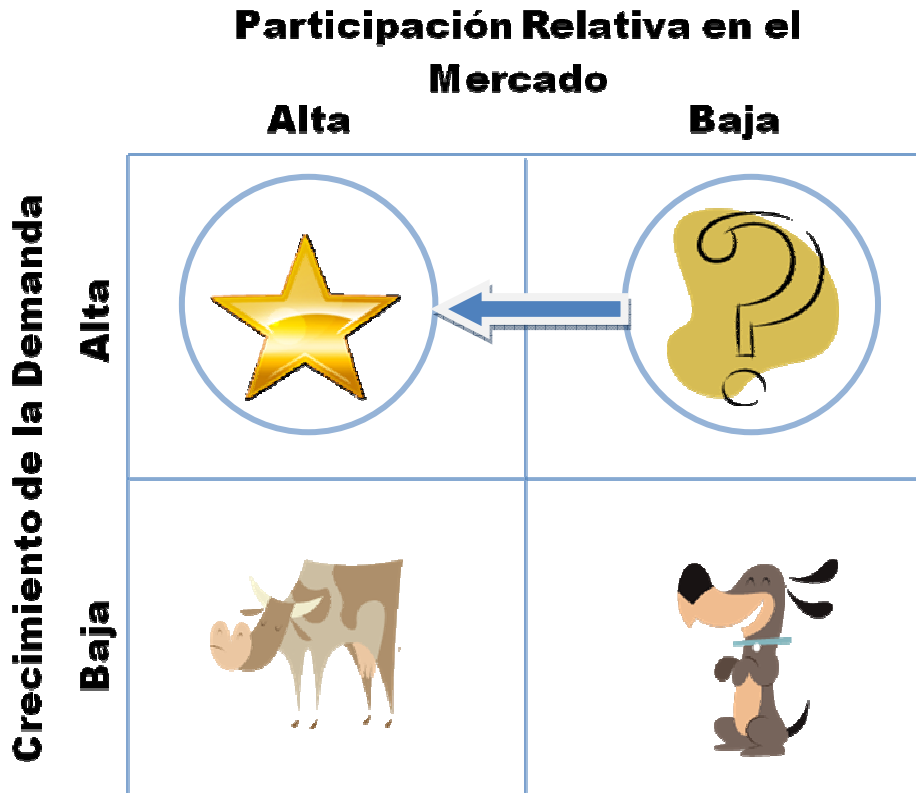 Participación Relativa en el
Mercado
Alta
Baja
Crecimiento de la Demanda
Alta
Baja
?